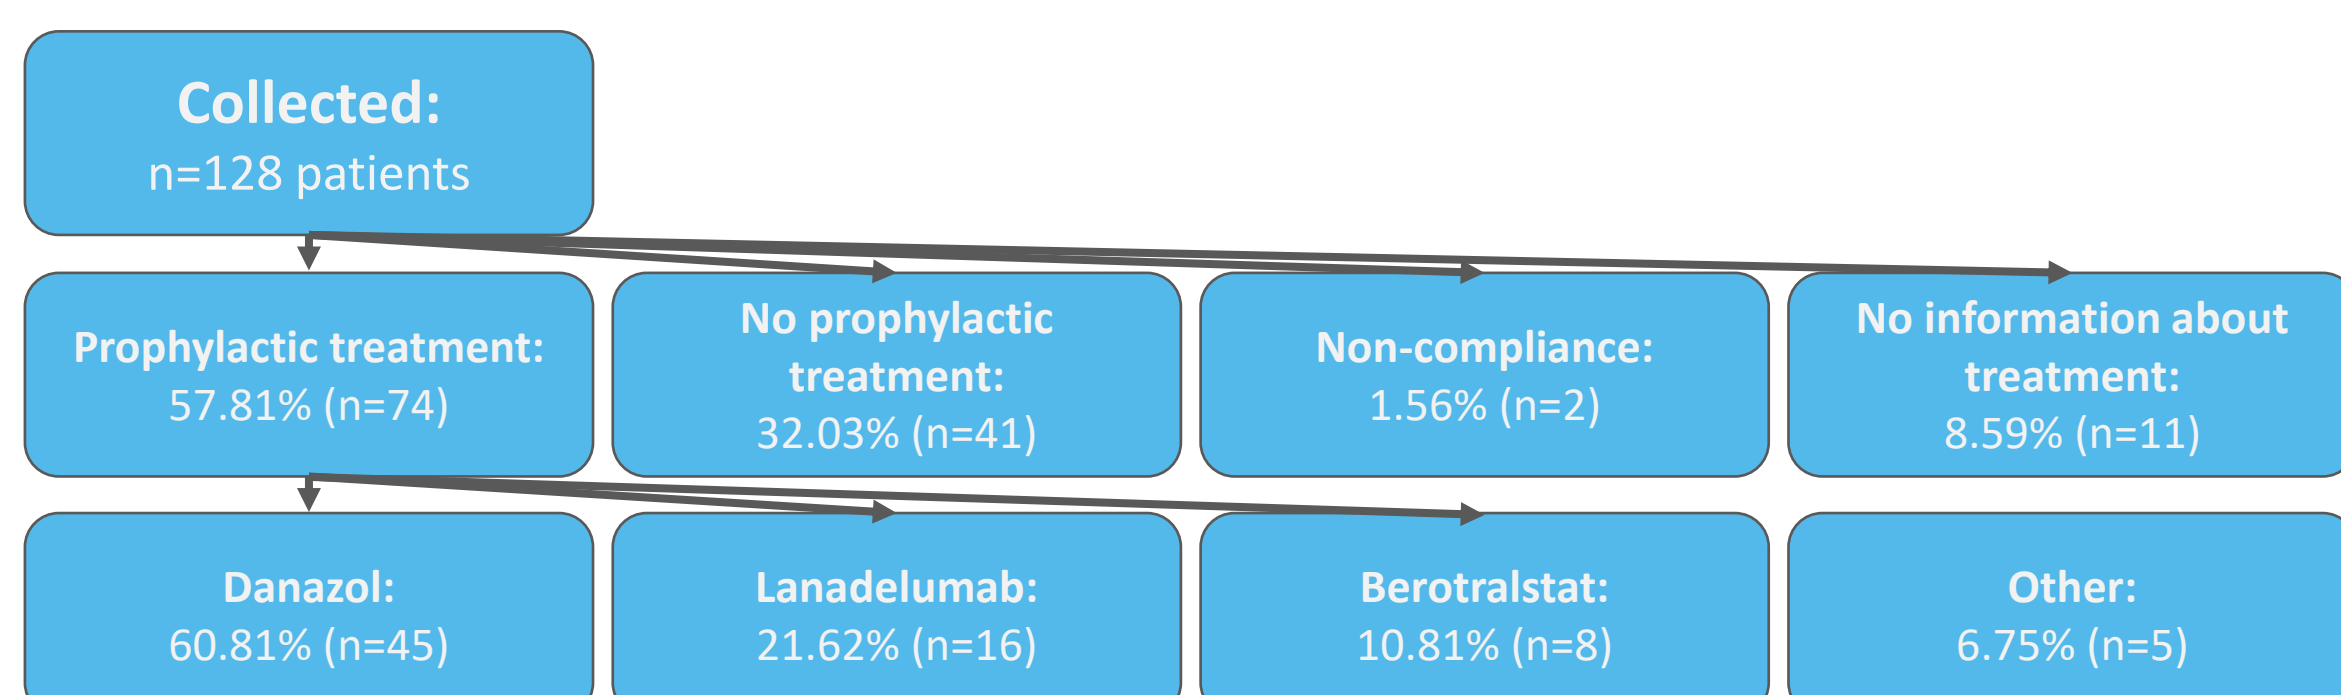 Collected:
n=128 patients
Prophylactic treatment:
57.81% (n=74)
No prophylactic
treatment:
32.03% (n=41)
Non-compliance:
1.56% (n=2)
No information about
treatment:
8.59% (n=11)
Danazol:
60.81% (n=45)
Lanadelumab:
21.62% (n=16)
Berotralstat:
10.81% (n=8)
Other:
6.75% (n=5)